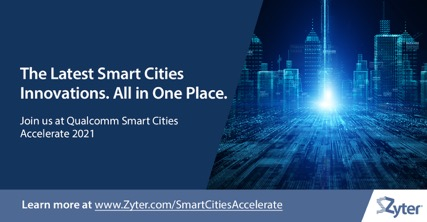 The Latest Smart Cities
Innovations. All in One Place.
Join us at Qualcomm Smart Cities
Accelerate 2021
Learn more at www.Zyter.com/SmartCitiesAccelerate
Zyter